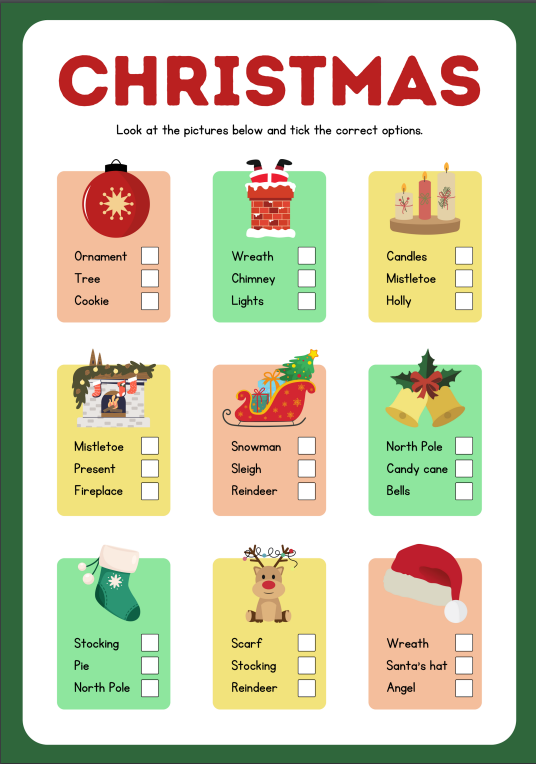 CHRISTMAS
Look at the pictures below and tick the correct options.
Ornament
Tree
Cookie
Wreath
Chimney
Lights
Candles
Mistletoe
Holly
Mistletoe
Present
Fireplace
Snowman
Sleigh
Reindeer
North Pole
Candy cane
Bells
Stocking
Pie
North Pole
Scarf
Stocking
Reindeer
Wreath
Santa's hat
Angel